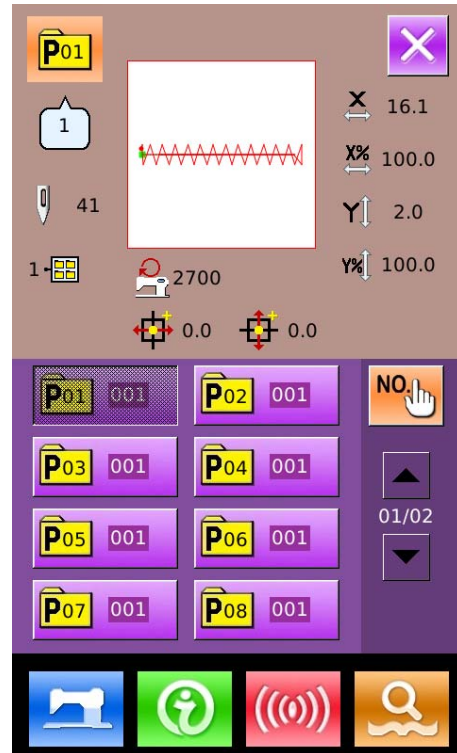 P01
1
X 16.1
X% 100.0
41
Y 2.0
1-
2700
Y% 100.0
0.0 0.0
P01 001 P02 001
NO.
P03 001 P04 001
01/02
P05 001 P06 001
P07 001 P08 001